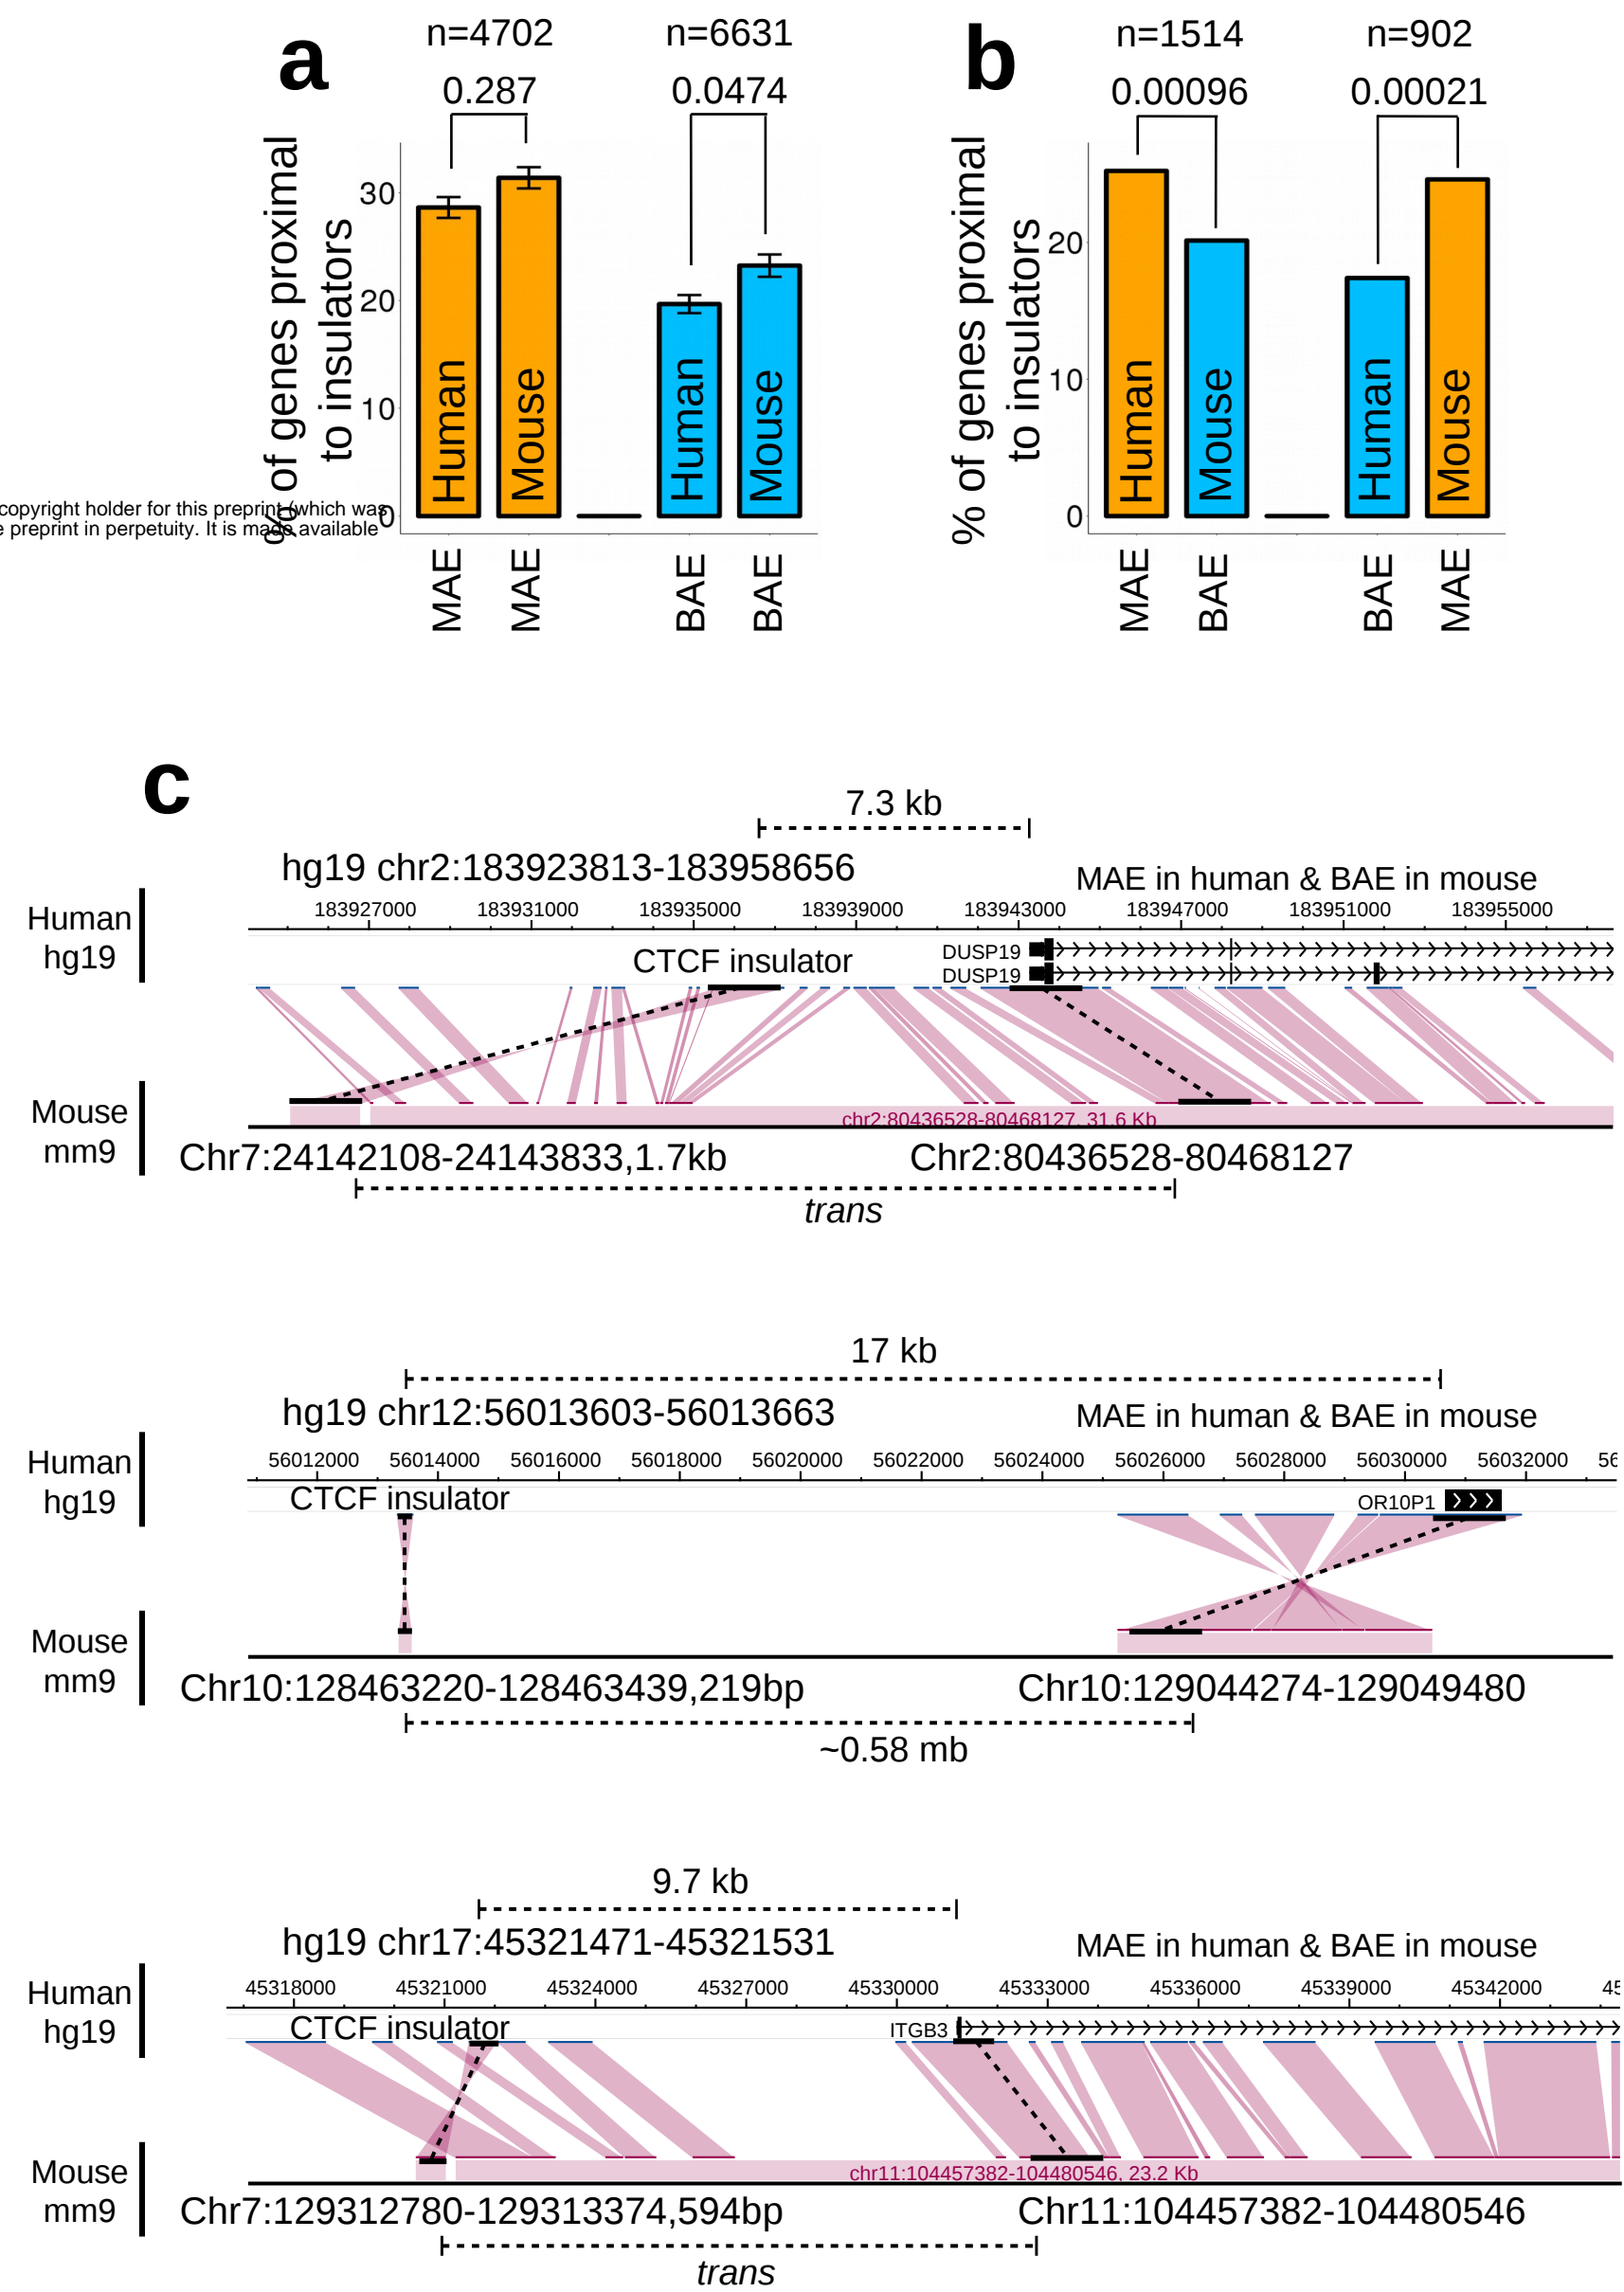 a
n=4702
n=6631
0.287
0.0474
% of genes proximal
to insulators
30
20
10
0
Human
Mouse
Human
Mouse
MAE
MAE
BAE
BAE
copyright holder for this preprint (which was
preprint in perpetuity. It is made available
b
n=1514
n=902
0.00096
0.00021
% of genes proximal
to insulators
20
10
0
Human
Mouse
Human
Mouse
MAE
BAE
BAE
MAE
c
7.3 kb
hg19 chr2:183923813-183958656
MAE in human & BAE in mouse
Human
hg19
183927000 183931000 183935000 183939000 183943000 183947000 183951000 183955000
CTCF insulator
DUSP19
DUSP19
Mouse
mm9
chr2:80436528-80468127, 31.6 Kb
Chr7:24142108-24143833,1.7kb
Chr2:80436528-80468127
trans
17 kb
hg19 chr12:56013603-56013663
MAE in human & BAE in mouse
Human
hg19
56012000 56014000 56016000 56018000 56020000 56022000 56024000 56026000 56028000 56030000 56032000 56
CTCF insulator
OR10P1
Mouse
mm9
Chr10:128463220-128463439,219bp
Chr10:129044274-129049480
~0.58 mb
9.7 kb
hg19 chr17:45321471-45321531
MAE in human & BAE in mouse
Human
hg19
45318000 45321000 45324000 45327000 45330000 45333000 45336000 45339000 45342000 45
CTCF insulator
ITGB3
Mouse
mm9
chr11:104457382-104480546, 23.2 Kb
Chr7:129312780-129313374,594bp
Chr11:104457382-104480546
trans